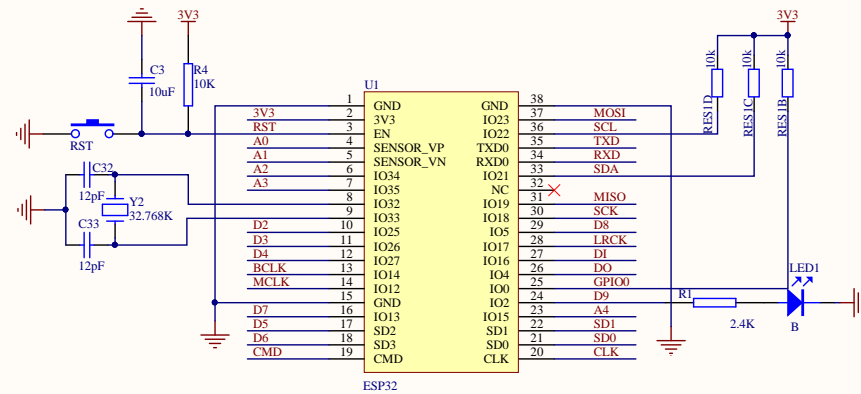 3V3
3V3
C3
10uF
R4
10K
RST
10k
10k
10k
RES1D
RES1C
RES1B
U1
1 GND GND 38
3V3 2 3V3 IO23 37 MOSI
RST 3 EN IO22 36 SCL
A0 4 SENSOR_VP TXD0 35 TXD
A1 5 SENSOR_VN RXD0 34 RXD
A2 6 IO34 IO21 33 SDA
A3 7 IO35 NC 32
8 IO32 IO19 31 MISO
9 IO33 IO18 30 SCK
D2 10 IO25 IO5 29 D8
D3 11 IO26 IO17 28 LRCK
D4 12 IO27 IO16 27 DI
BCLK 13 IO14 IO4 26 DO
MCLK 14 IO12 IO0 25 GPIO0
15 GND IO2 24 D9
D7 16 IO13 IO15 23 A4
D5 17 SD2 SD1 22 SD1
D6 18 SD3 SD0 21 SD0
CMD 19 CMD CLK 20 CLK
ESP32
C32
12pF
Y2
32.768K
C33
12pF
R1
2.4K
LED1
B